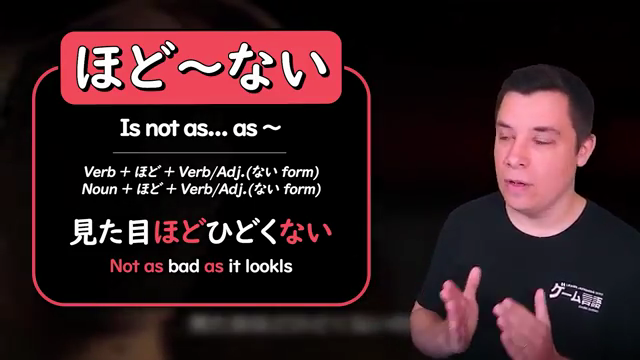 ほど～ない
Is not as... as ～
Verb + ほど + Verb/Adj.(ない form)
Noun + ほど + Verb/Adj.(ない form)
見た目ほどひどくない
Not as bad as it lookls
ゲーム言語